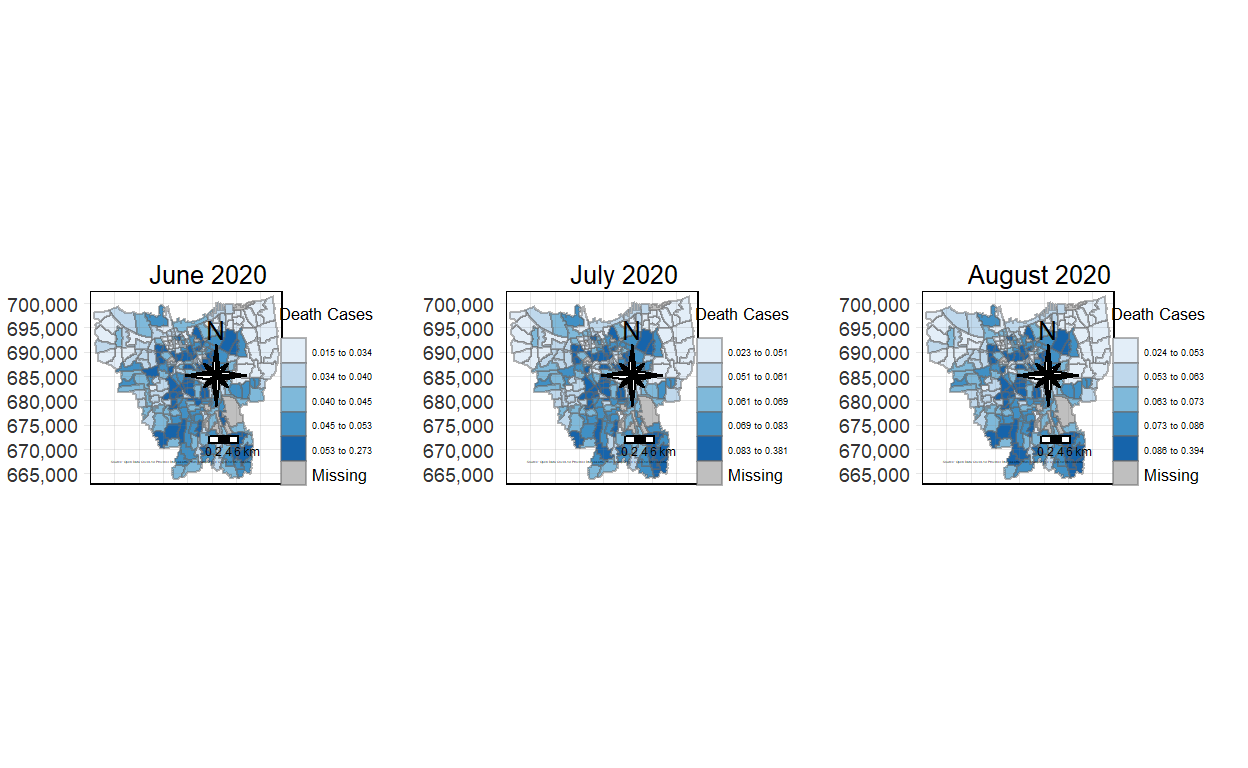 June 2020
700,000
695,000
690,000
685,000
680,000
675,000
670,000
665,000
N
0 2 4 6 km
Death Cases
0.015 to 0.034
0.034 to 0.040
0.040 to 0.045
0.045 to 0.053
0.053 to 0.273
Missing
July 2020
700,000
695,000
690,000
685,000
680,000
675,000
670,000
665,000
N
0 2 4 6 km
Death Cases
0.023 to 0.051
0.051 to 0.061
0.061 to 0.069
0.069 to 0.083
0.083 to 0.381
Missing
August 2020
700,000
695,000
690,000
685,000
680,000
675,000
670,000
665,000
N
0 2 4 6 km
Death Cases
0.024 to 0.053
0.053 to 0.063
0.063 to 0.073
0.073 to 0.086
0.086 to 0.394
Missing